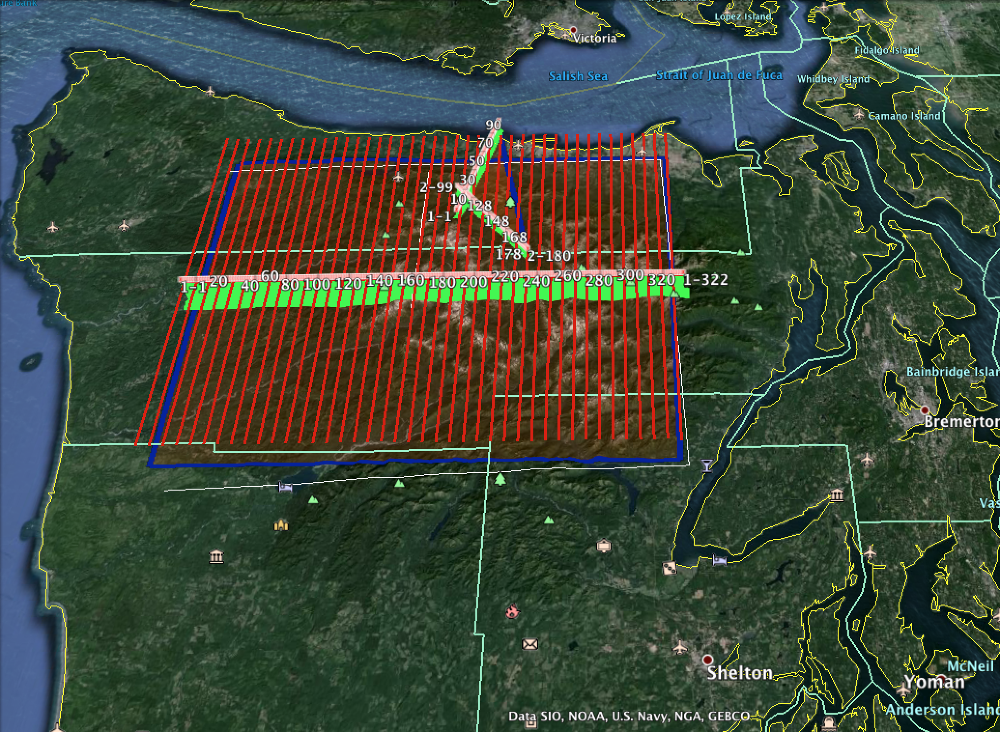 Victoria
Lopez Island
Fidalgo Island
Salish Sea
Strait of Juan de Fuca
Whidbey Island
Camano Island
90
70
50
30
2-99
10
128
1-1
148
168
178
2-180
1-1
20
40
60
80
100
120
140
160
180
200
220
240
260
280
300
320
1-322
Bainbridge Islan
Bremerton
Vas
Shelton
McNeil
Yoman
Anderson Island
Data SIO, NOAA, U.S. Navy, NGA, GEBCO